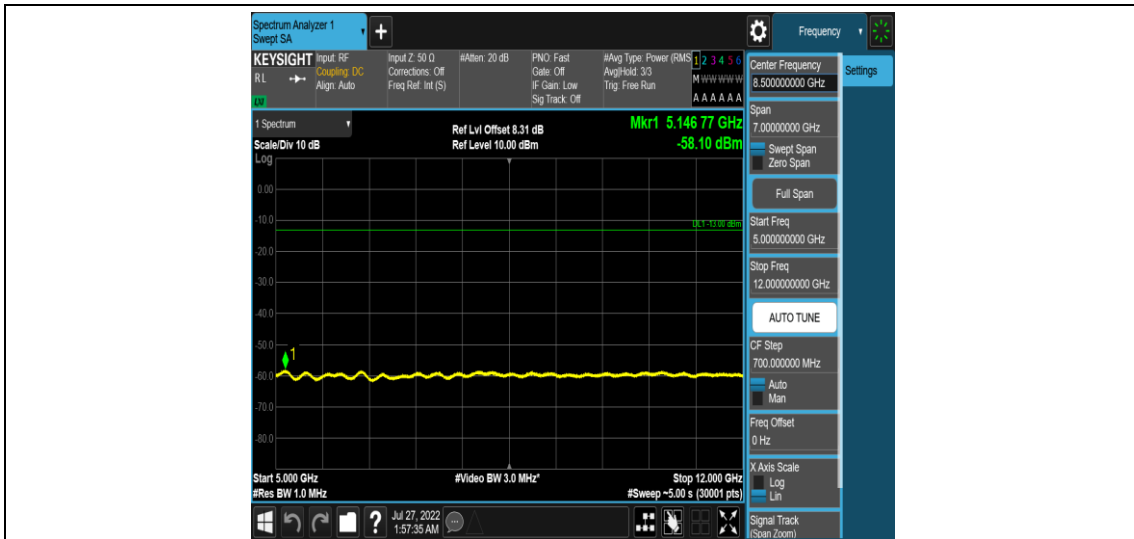 Spectrum Analyzer 1
Swept SA
+
Frequency
KEYSIGHT
RL
LM
Input: RF
Coupling: DC
Align: Auto
Input Z: 50 Ω
Corrections: Off
Freq Ref: Int (S)
#Atten: 20 dB
PNO: Fast
Gate: Off
IF Gain: Low
Sig Track: Off
#Avg Type: Power (RMS
Avg|Hold: 3/3
Trig: Free Run
1 2 3 4 5 6
M W W W W W
A A A A A A
1 Spectrum
Scale/Div 10 dB
Log
Ref Lvl Offset 8.31 dB
Ref Level 10.00 dBm
Mkr1 5.146 77 GHz
-58.10 dBm
0.00
-10.0
DL1 -13.00 dBm
-20.0
-30.0
-40.0
-50.0
1
-60.0
-70.0
-80.0
Start 5.000 GHz
#Res BW 1.0 MHz
#Video BW 3.0 MHz*
Stop 12.000 GHz
#Sweep ~5.00 s (30001 pts)
Jul 27, 2022
1:57:35 AM
Center Frequency
8.500000000 GHz
Settings
Span
7.00000000 GHz
Swept Span
Zero Span
Full Span
Start Freq
5.000000000 GHz
Stop Freq
12.000000000 GHz
AUTO TUNE
CF Step
700.000000 MHz
Auto
Man
Freq Offset
0 Hz
X Axis Scale
Log
Lin
Signal Track
(Span Zoom)